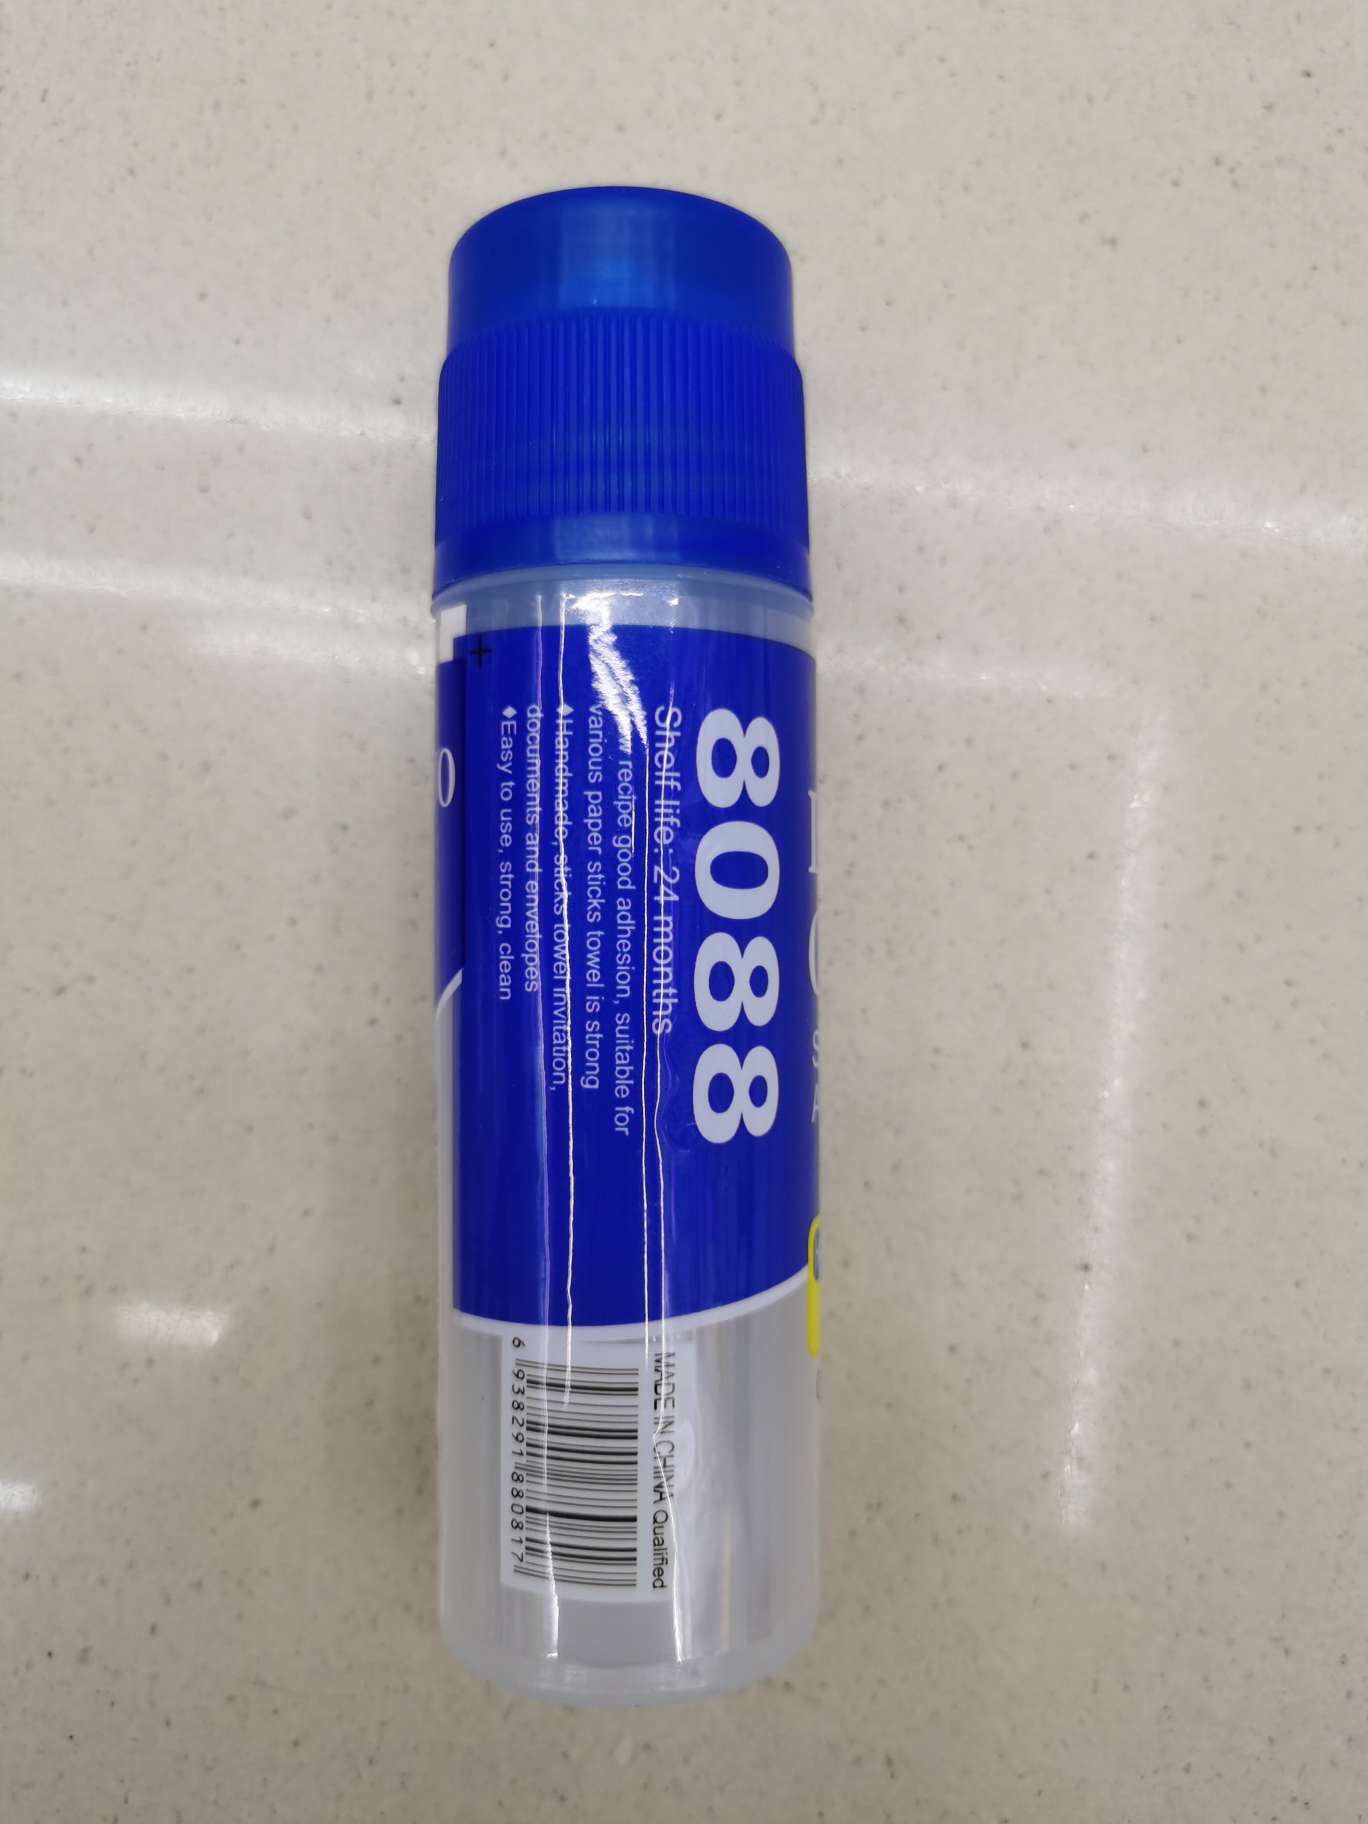 8088
Shelf life: 24 months
recipe good adhesion, suitable for
various paper sticks towel is strong
♦Handmade, sticks towel invitation,
documents and envelopes
♦Easy to use, strong, clean
MADE IN CHINA Qualified
6 938291 880817